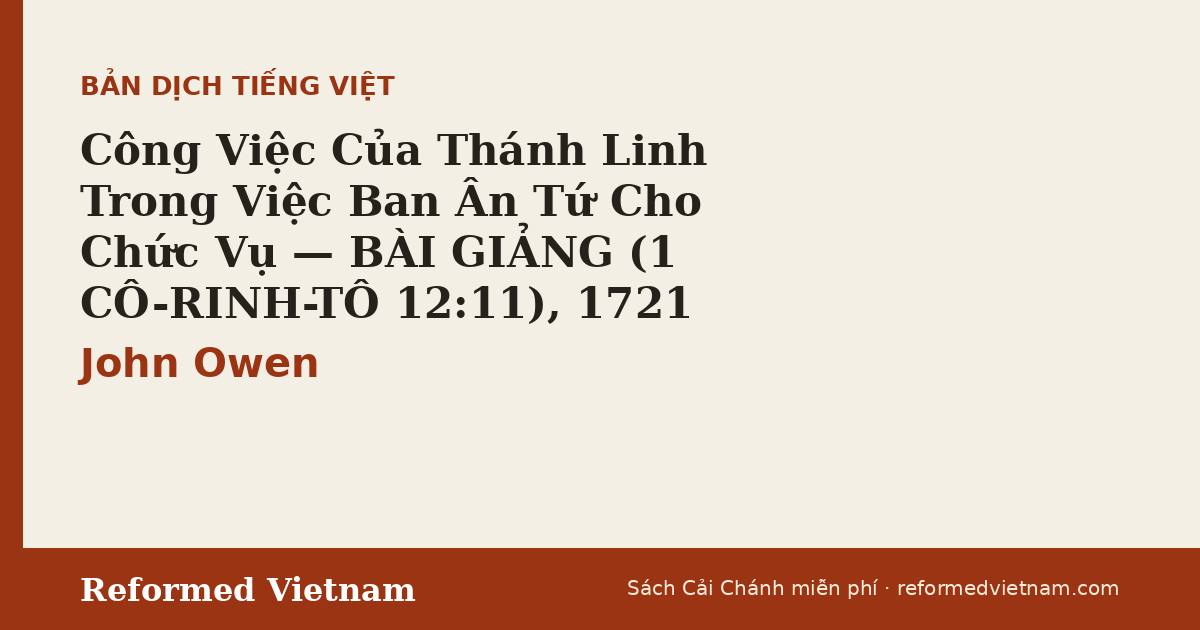 BẢN DỊCH TIẾNG VIỆT
Công Việc Của Thánh Linh
Trong Việc Ban Ân Tứ Cho
Chức Vụ — BÀI GIẢNG (1
CÔ-RINH-TÔ 12:11), 1721
John Owen
Reformed Vietnam
Sách Cải Chánh miễn phí · reformedvietnam.com